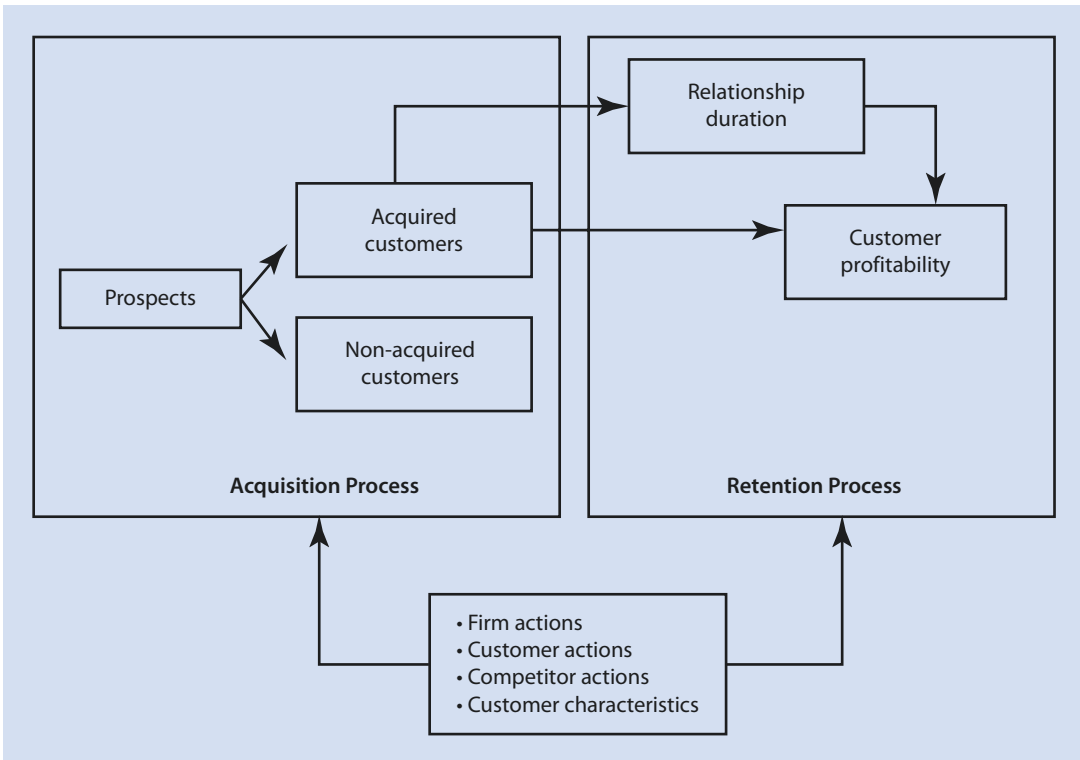 Relationship
duration
Acquired
customers
Customer
profitability
Prospects
Non-acquired
customers
Acquisition Process
Retention Process
• Firm actions
• Customer actions
• Competitor actions
• Customer characteristics